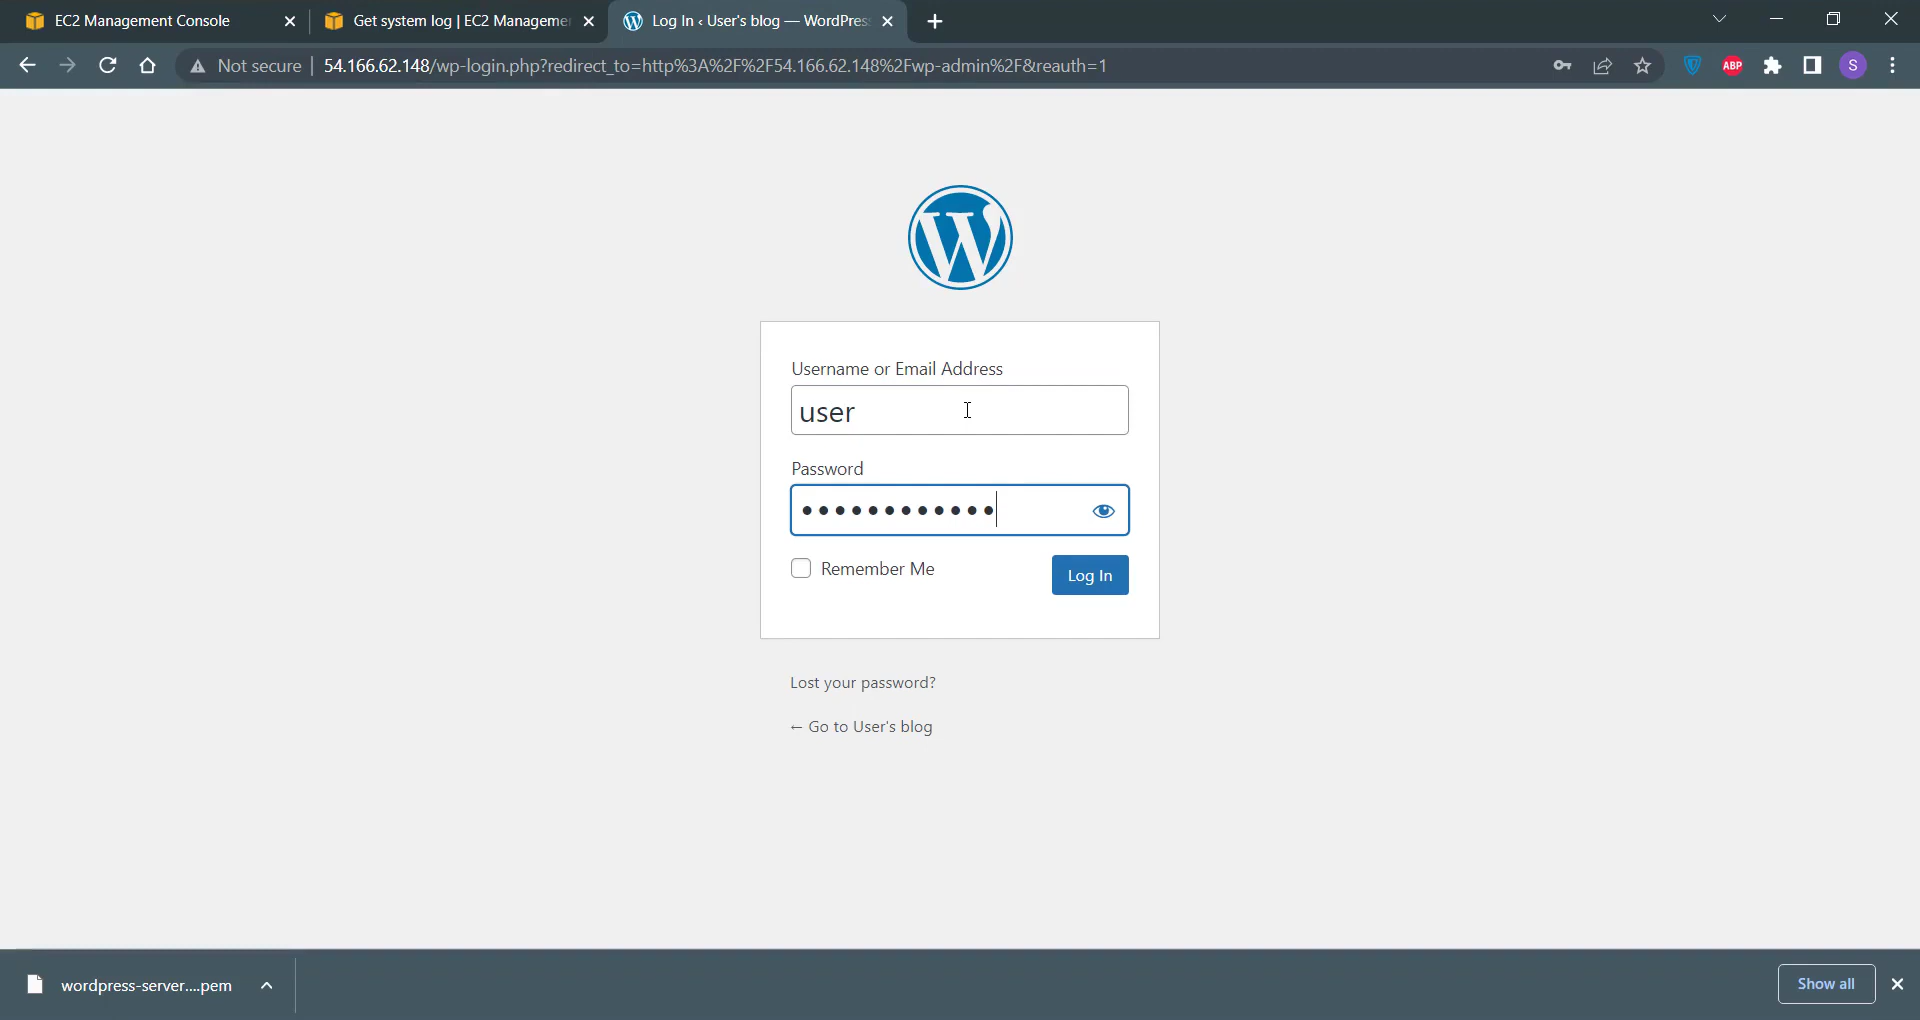 EC2 Management Console
Get system log | EC2 Manageme
Log In ‹ User's blog — WordPres
Not secure | 54.166.62.148/wp-login.php?redirect_to=http%3A%2F%2F54.166.62.148%2Fwp-admin%2F&reauth=1
ABP
S
W
Username or Email Address
user
Password
Remember Me
Log In
Lost your password?
← Go to User's blog
wordpress-server....pem
Show all